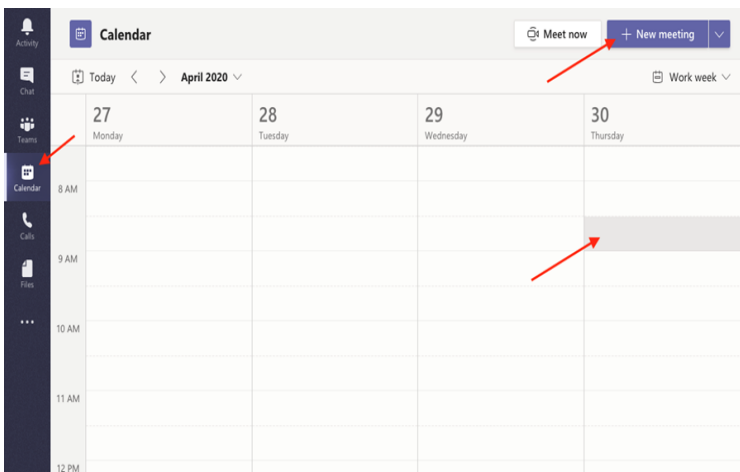 Activity
Chat
Teams
Calendar
Calls
Files
Calendar
Meet now
New meeting
Today
April 2020
Work week
27
Monday
28
Tuesday
29
Wednesday
30
Thursday
8 AM
9 AM
10 AM
11 AM
12 PM